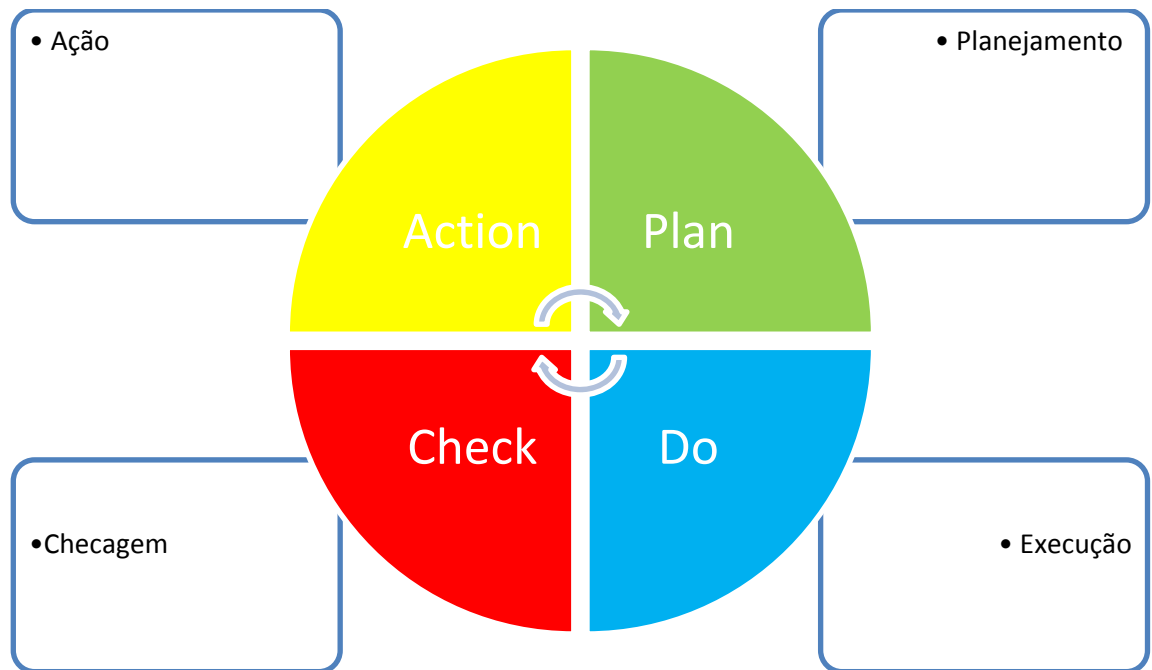 • Ação
• Planejamento
Action
Plan
Check
Do
•Checagem
• Execução